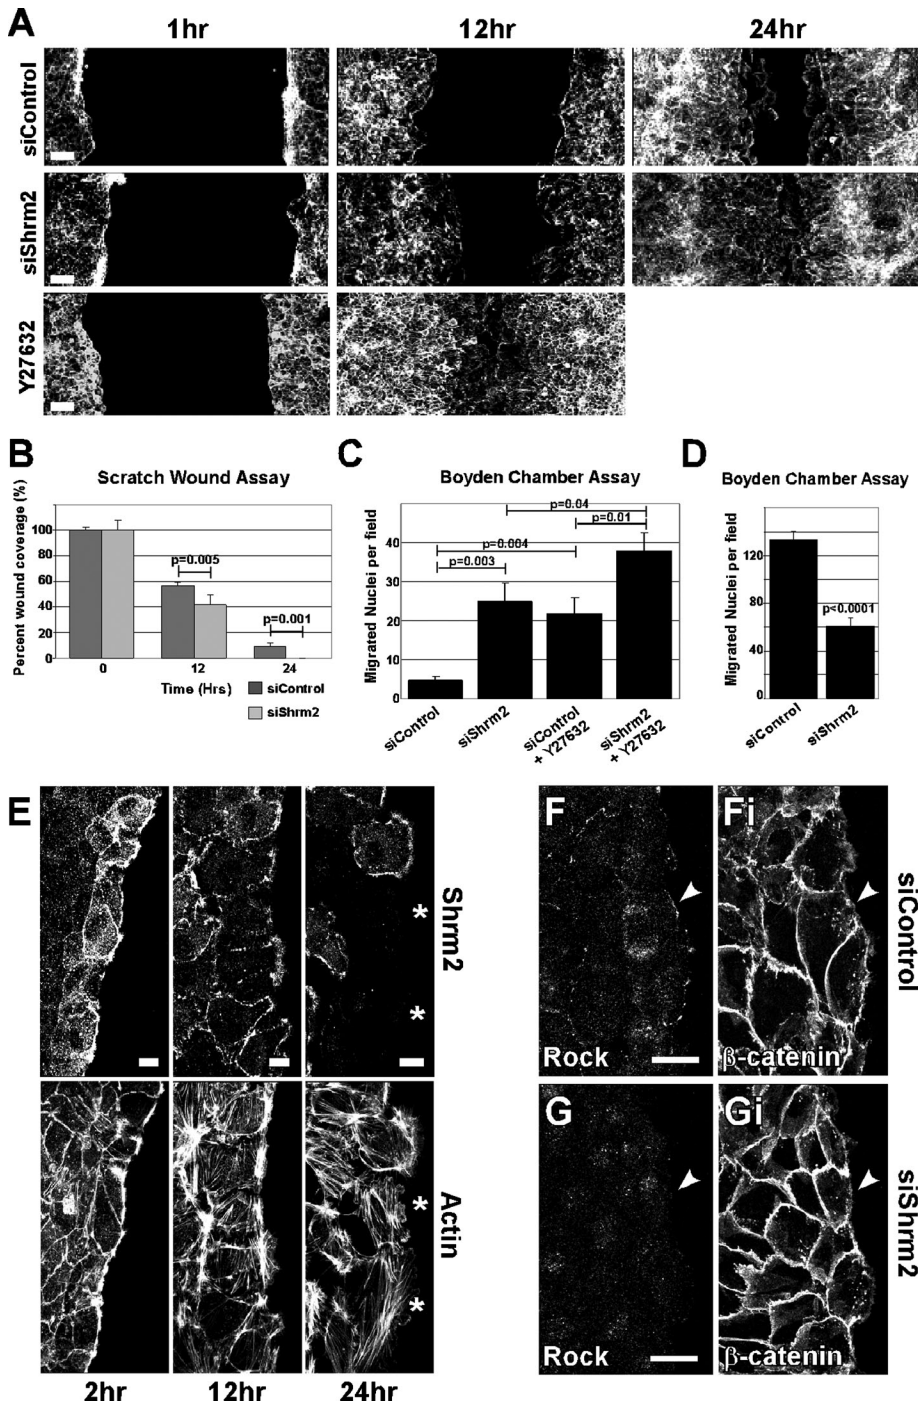 A
1hr 12hr 24hr
siControl
siShrm2
Y27632
B
Scratch Wound Assay
Percent wound coverage (%)
100
80
60
40
20
0
p=0.005
p=0.001
0 12 24
Time (Hrs)
siControl
siShrm2
C
Boyden Chamber Assay
Migrated Nuclei per field
40
30
20
10
0
p=0.04
p=0.01
p=0.004
p=0.003
siControl
siShrm2
siControl
+ Y27632
siShrm2
+ Y27632
D
Boyden Chamber Assay
Migrated Nuclei per field
120
80
40
0
p<0.0001
siControl
siShrm2
E
Shrm2
*
*
Actin
*
*
2hr 12hr 24hr
F
Rock
Fi
β-catenin
siControl
G
Rock
Gi
β-catenin
siShrm2